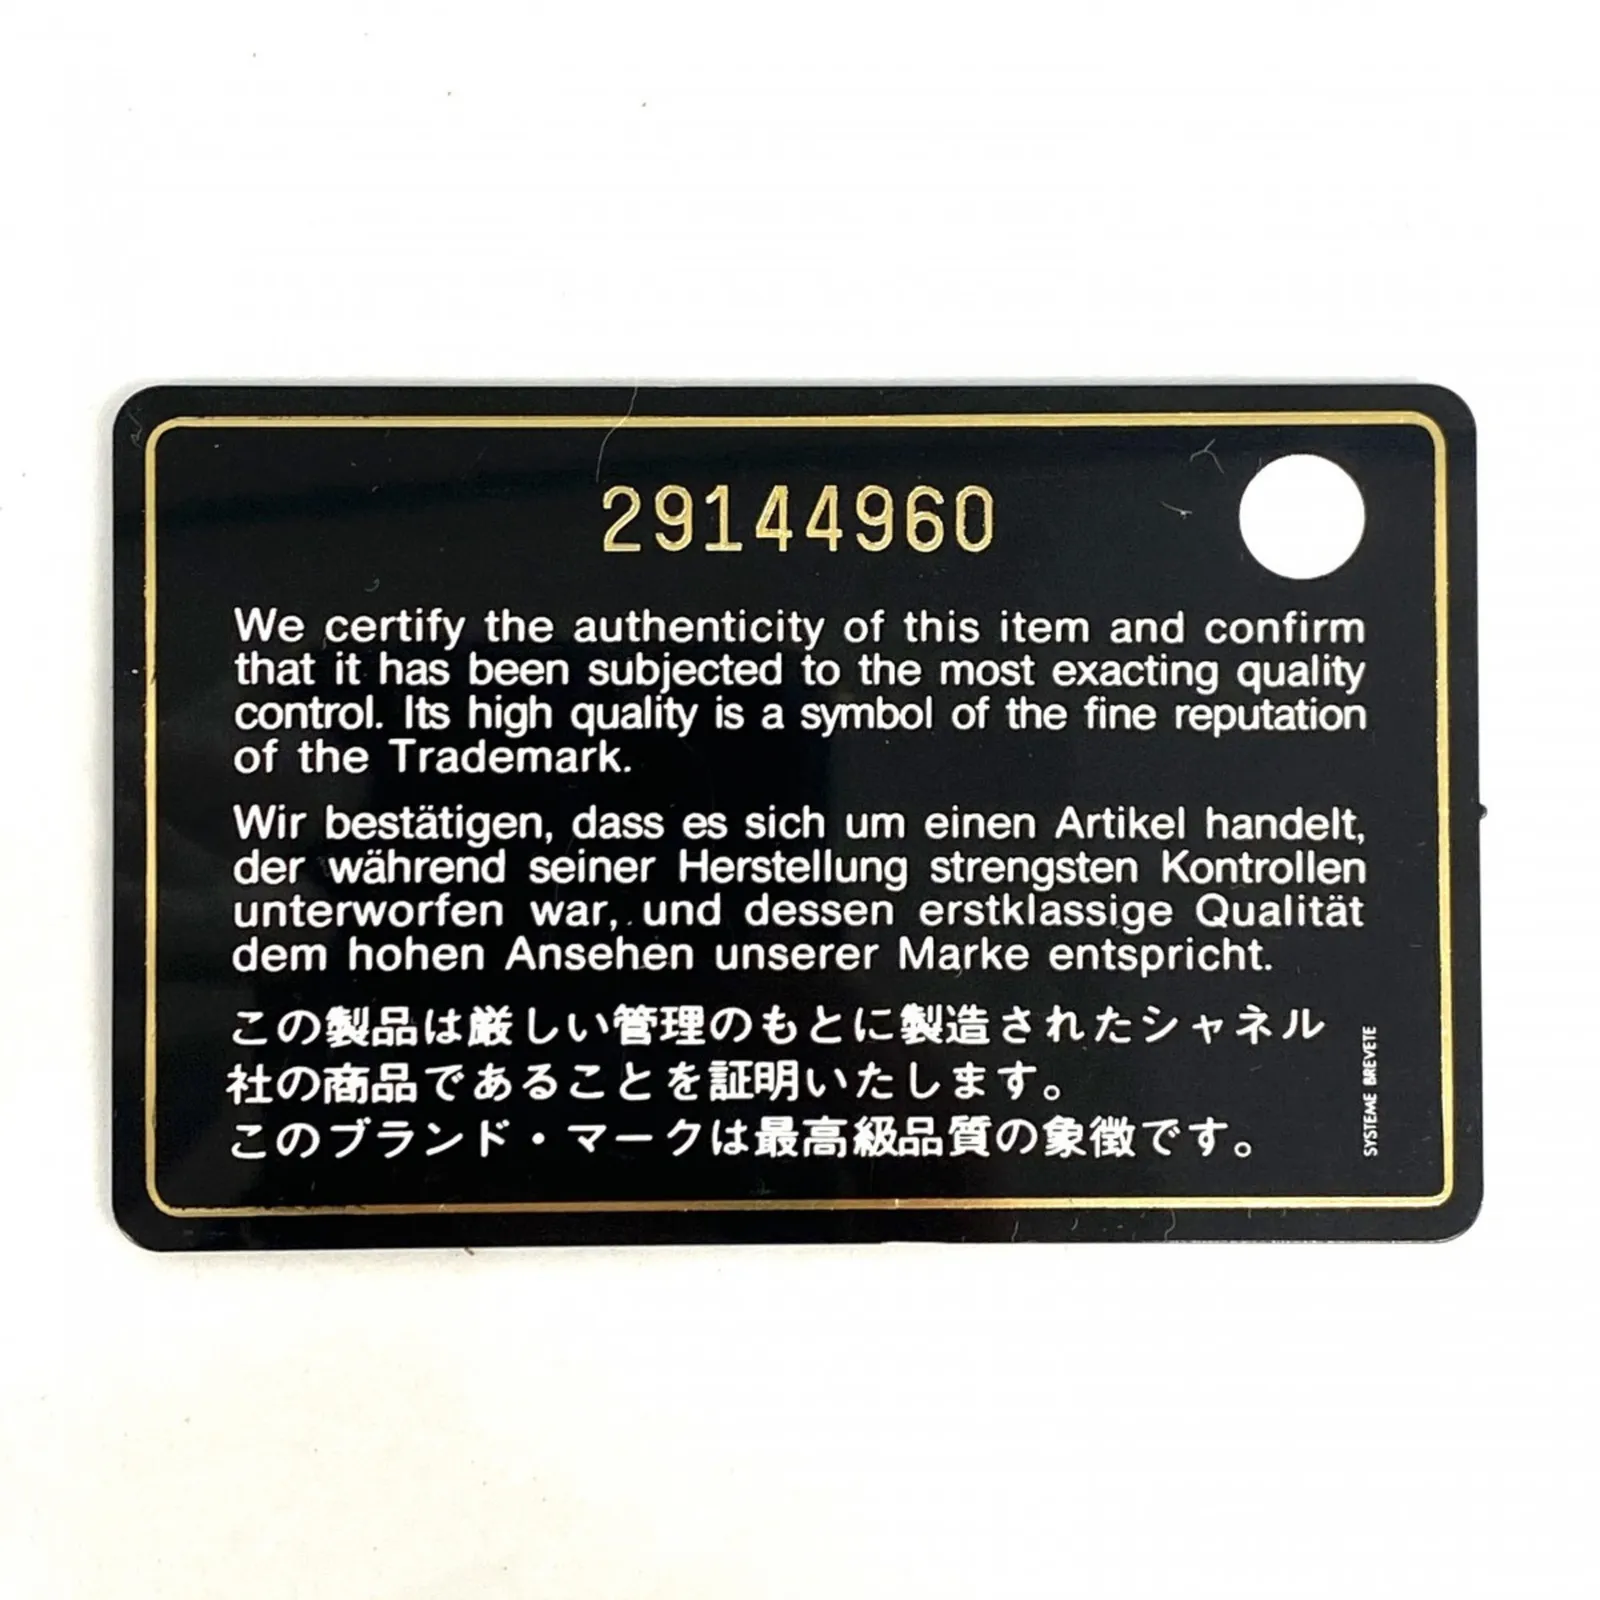 29144960
We certify the authenticity of this item and confirm
that it has been subjected to the most exacting quality
control. Its high quality is a symbol of the fine reputation
of the Trademark.
Wir bestätigen, dass es sich um einen Artikel handelt,
der während seiner Herstellung strengsten Kontrollen
unterworfen war, und dessen erstklassige Qualität
dem hohen Ansehen unserer Marke entspricht.
この製品は厳しい管理のもとに製造されたシャネル
社の商品であることを証明いたします。
このブランド・マークは最高級品質の象徴です。
SYSTEME BREVETE